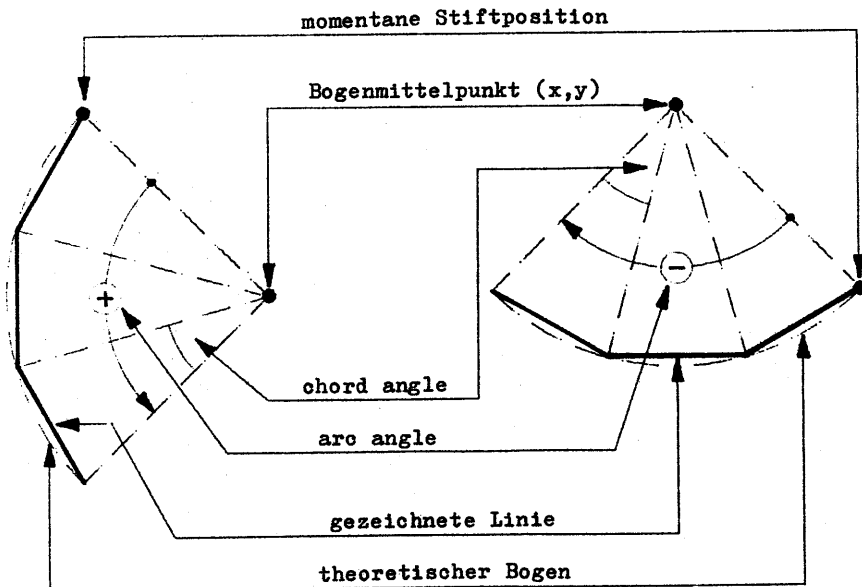 momentane Stiftposition
Bogenmittelpunkt (x,y)
+
−
chord angle
arc angle
gezeichnete Linie
theoretischer Bogen